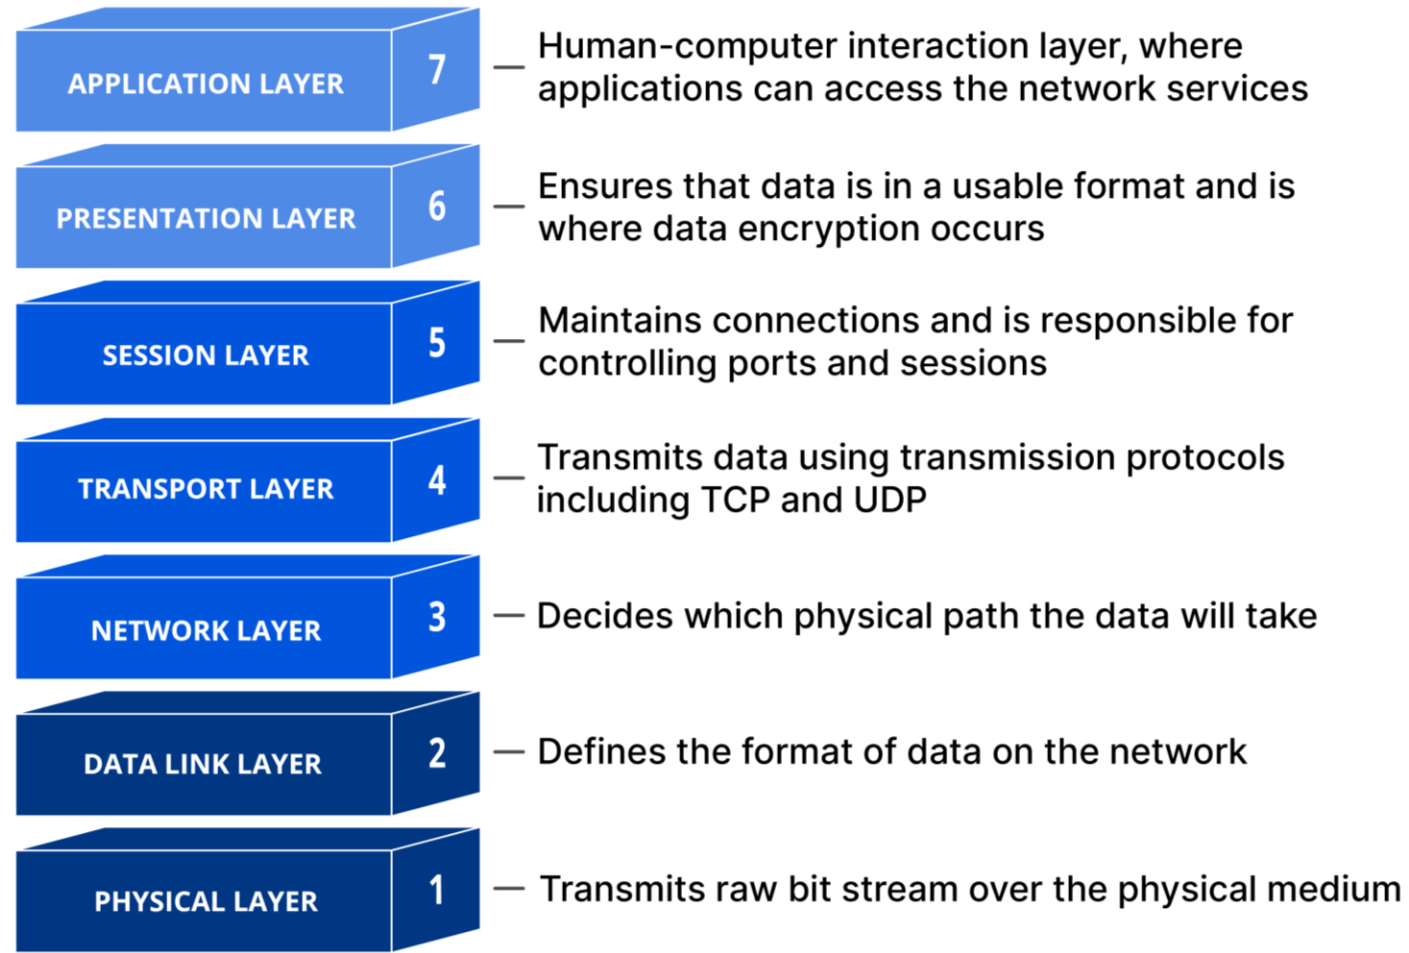 APPLICATION LAYER
7
Human-computer interaction layer, where
applications can access the network services
PRESENTATION LAYER
6
Ensures that data is in a usable format and is
where data encryption occurs
SESSION LAYER
5
Maintains connections and is responsible for
controlling ports and sessions
TRANSPORT LAYER
4
Transmits data using transmission protocols
including TCP and UDP
NETWORK LAYER
3
Decides which physical path the data will take
DATA LINK LAYER
2
Defines the format of data on the network
PHYSICAL LAYER
1
Transmits raw bit stream over the physical medium